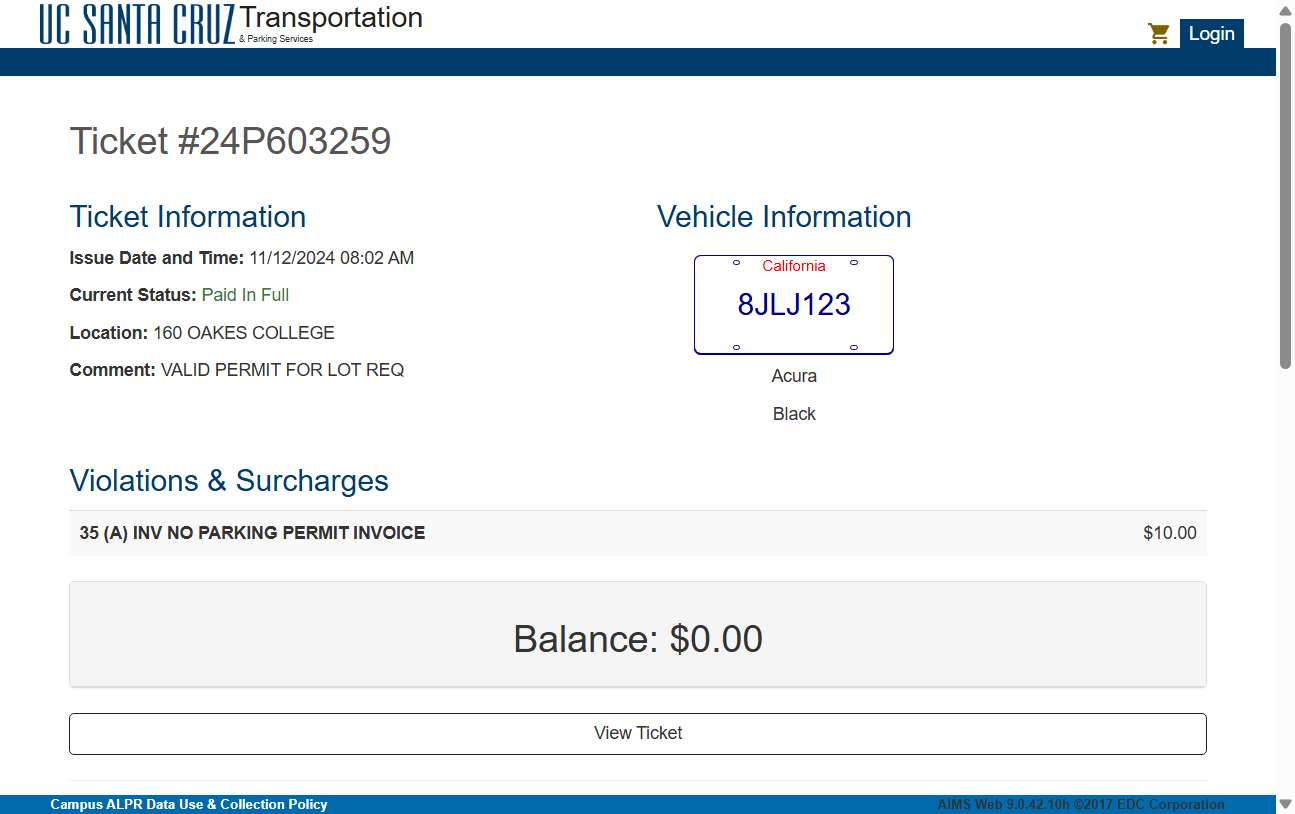 UC SANTA CRUZ Transportation
& Parking Services
Login
Ticket #24P603259
Ticket Information
Issue Date and Time: 11/12/2024 08:02 AM
Current Status: Paid In Full
Location: 160 OAKES COLLEGE
Comment: VALID PERMIT FOR LOT REQ
Vehicle Information
California
8JLJ123
Acura
Black
Violations & Surcharges
35 (A) INV NO PARKING PERMIT INVOICE $10.00
Balance: $0.00
View Ticket
Campus ALPR Data Use & Collection Policy
AIMS Web 9.0.42.10h ©2017 EDC Corporation